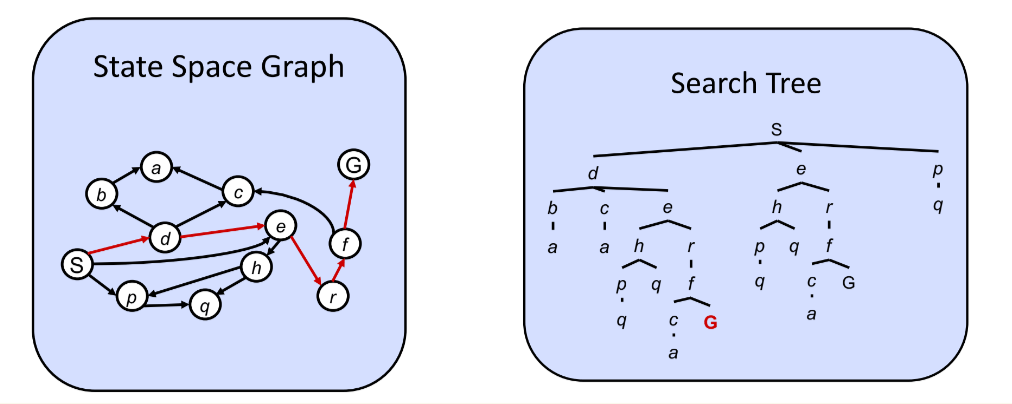 State Space Graph
a
G
b
c
d
e
f
S
h
p
q
r
Search Tree
S
d e p
b c e h r q
a a h r p q f
p q f q c G
q c G a
a